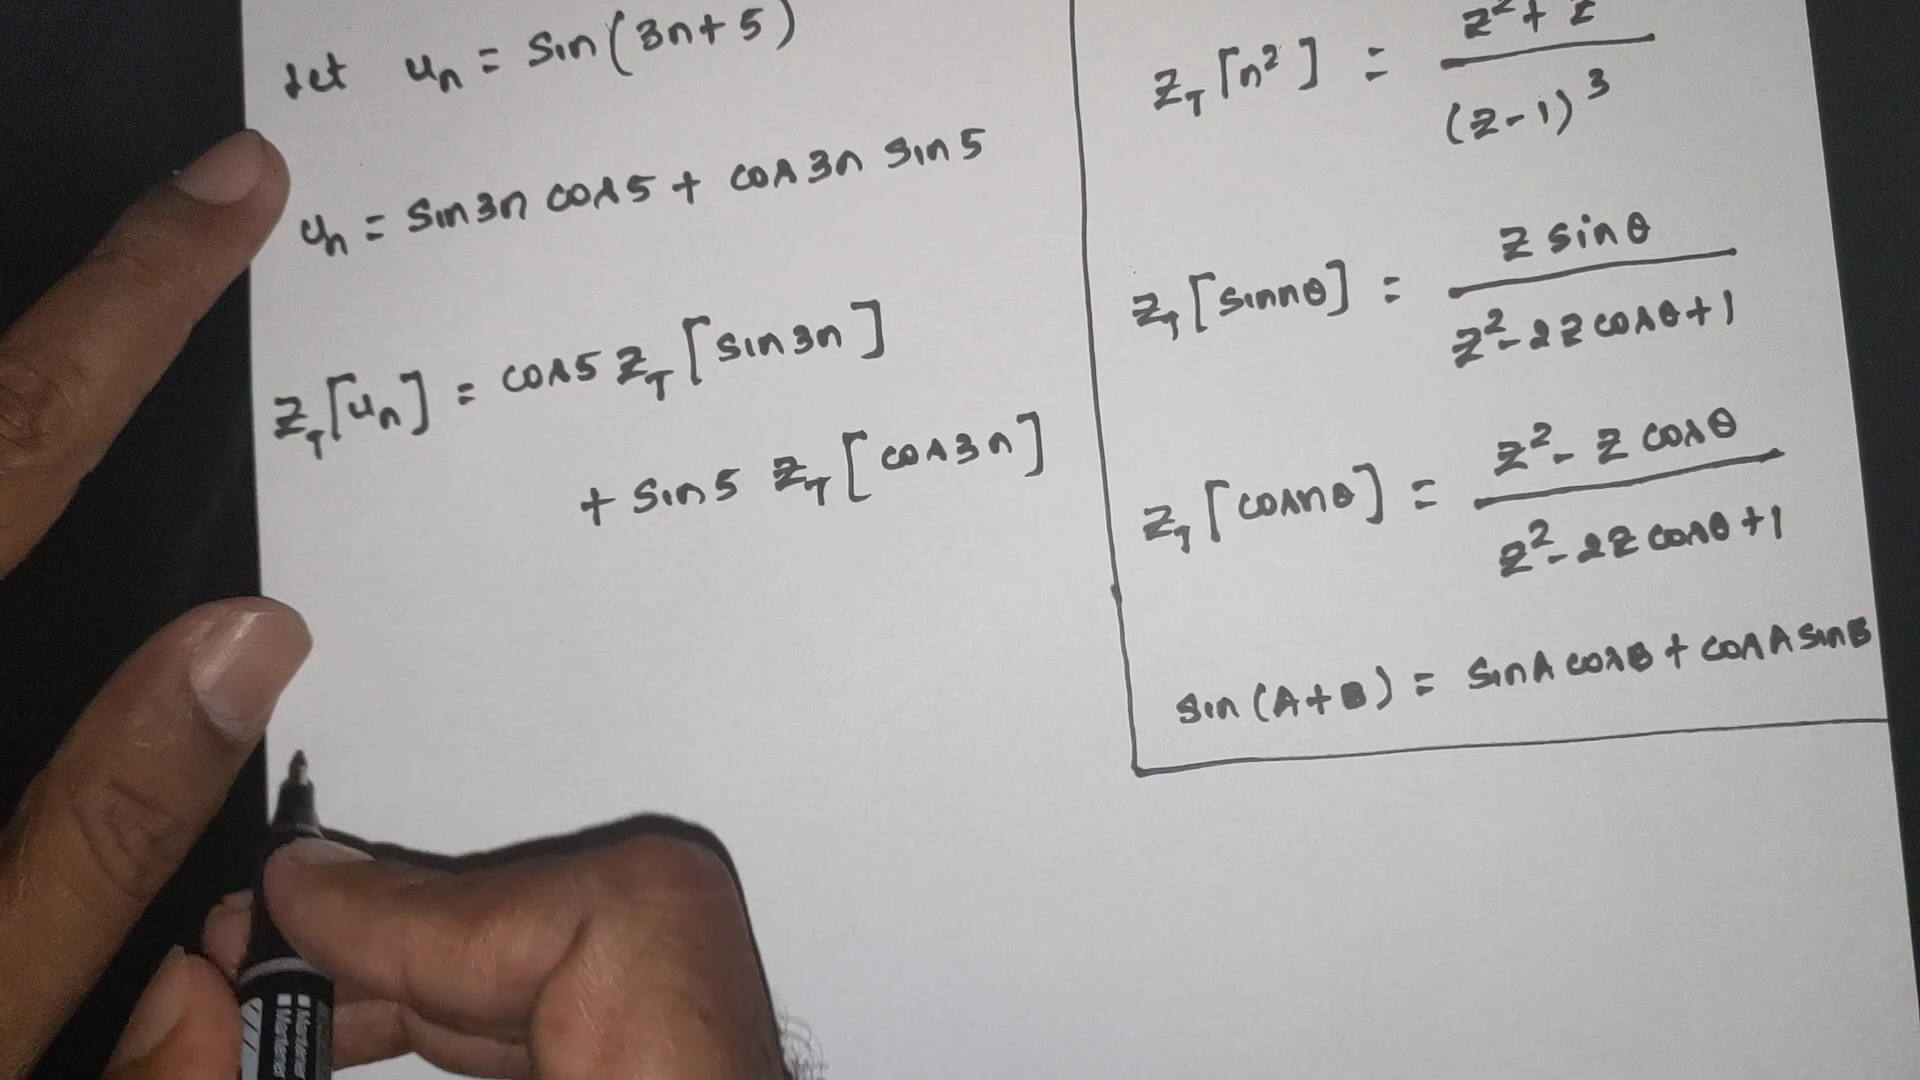 Let uₙ = Sin(3n+5)
uₙ = Sin3n cos5 + cos3n Sin5
Z_T[uₙ] = cos5 Z_T[Sin3n]
+ Sin5 Z_T[cos3n]
Z_T[n²] = z²+z / (z-1)³
Z_T[sinnθ] = z sinθ / z²-2z cosθ+1
Z_T[cosnθ] = z²-z cosθ / z²-2z cosθ+1
sin(A+B) = SinA cosB + cosA sinB